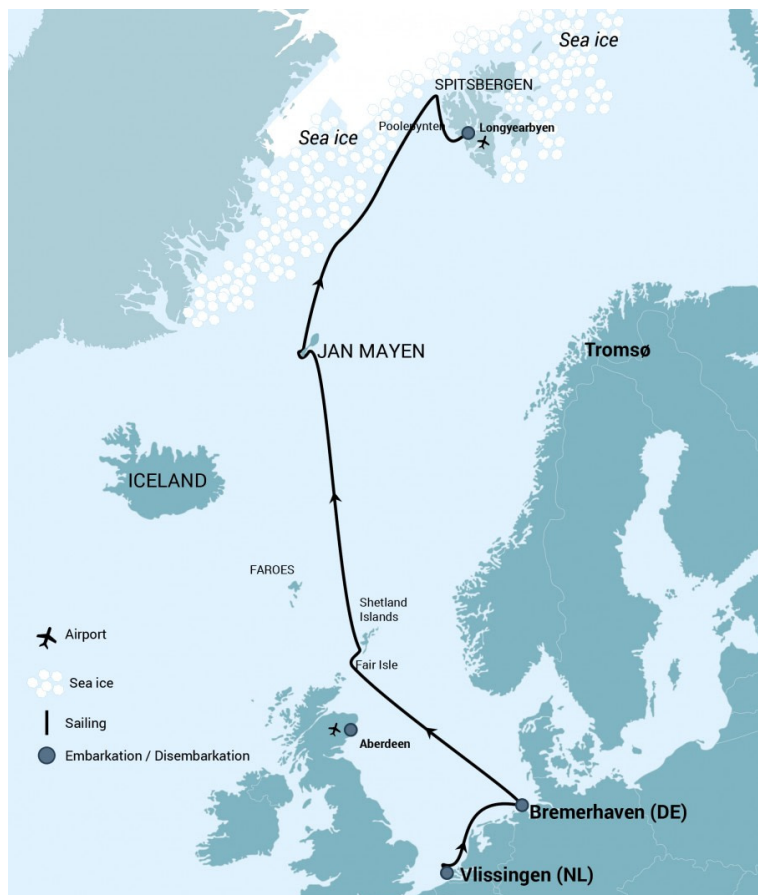 Sea ice
SPITSBERGEN
Poolepynten
Longyearbyen
Sea ice
JAN MAYEN
Tromsø
ICELAND
FAROES
Shetland
Islands
Fair Isle
Airport
Sea ice
Sailing
Embarkation / Disembarkation
Aberdeen
Bremerhaven (DE)
Vlissingen (NL)